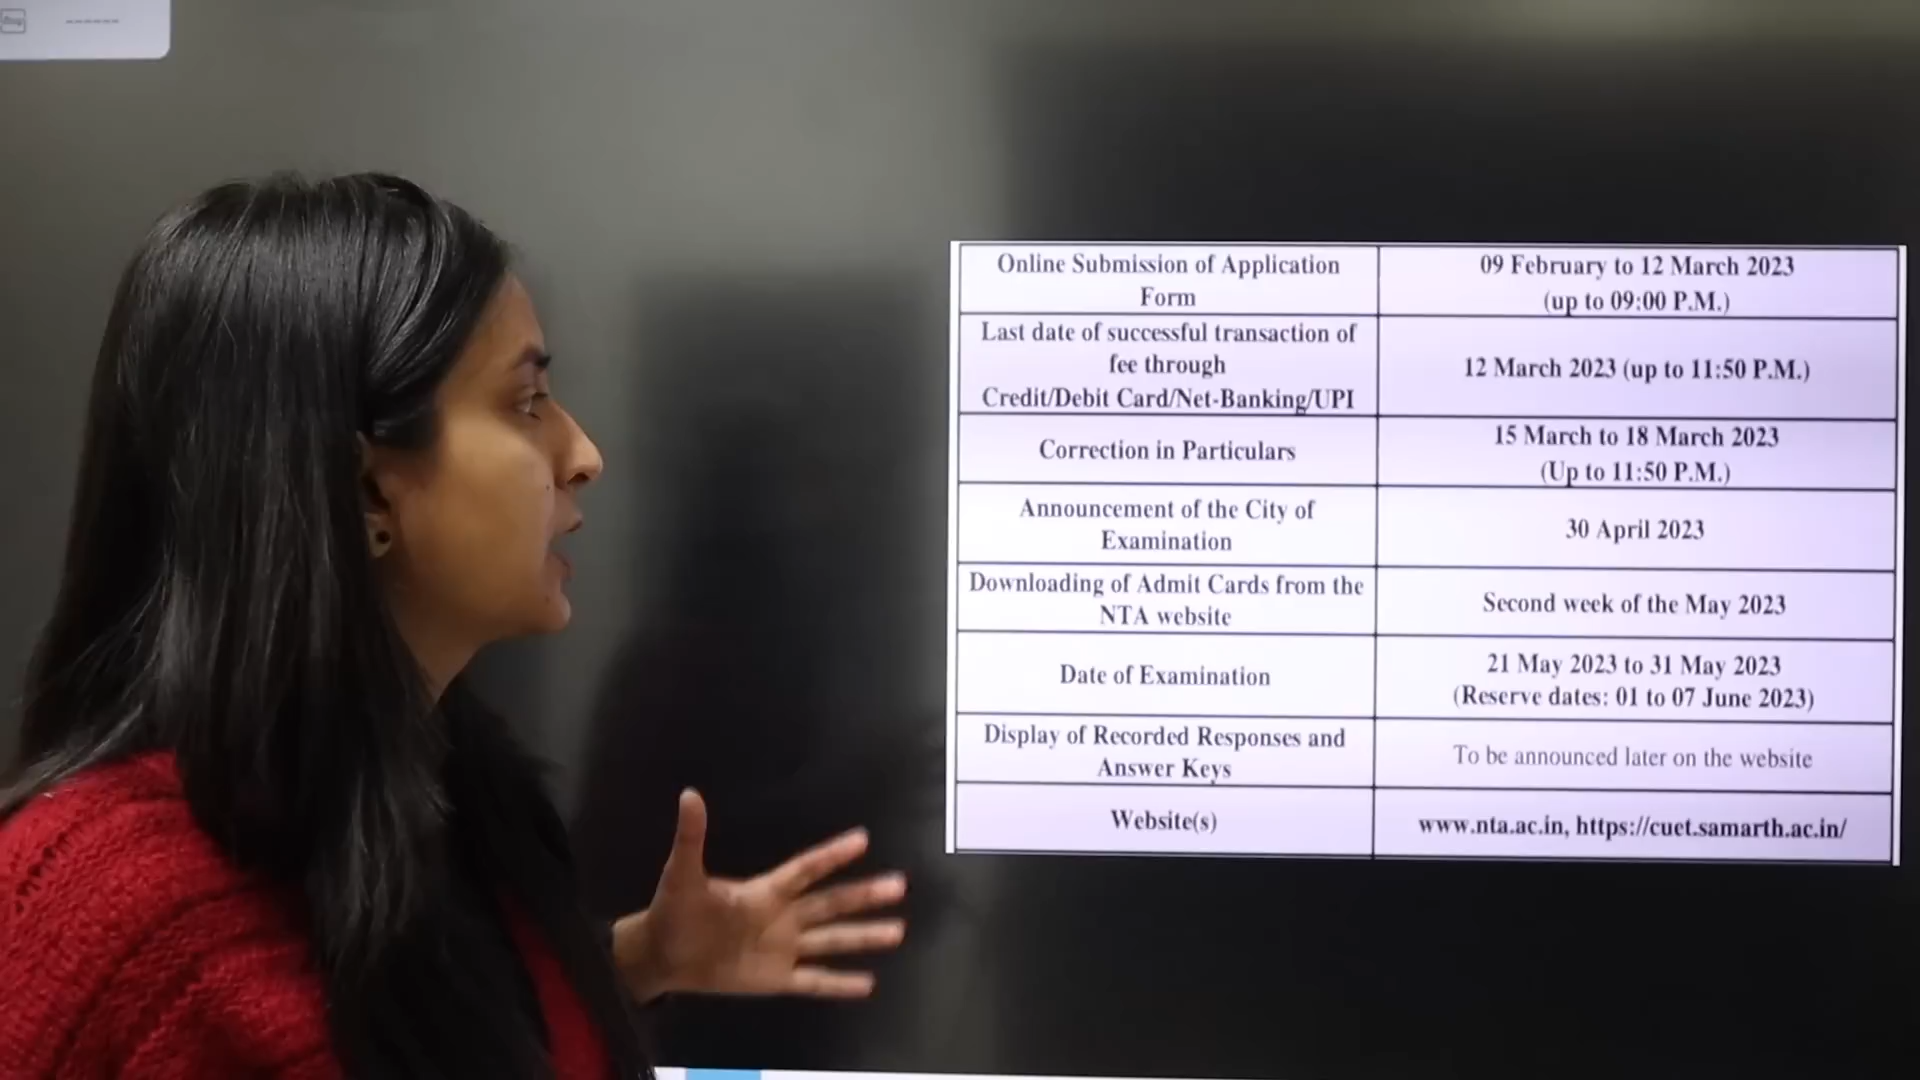 Online Submission of Application
Form
09 February to 12 March 2023
(up to 09:00 P.M.)
Last date of successful transaction of
fee through
Credit/Debit Card/Net-Banking/UPI
12 March 2023 (up to 11:50 P.M.)
Correction in Particulars
15 March to 18 March 2023
(Up to 11:50 P.M.)
Announcement of the City of
Examination
30 April 2023
Downloading of Admit Cards from the
NTA website
Second week of the May 2023
Date of Examination
21 May 2023 to 31 May 2023
(Reserve dates: 01 to 07 June 2023)
Display of Recorded Responses and
Answer Keys
To be announced later on the website
Website(s)
www.nta.ac.in, https://cuet.samarth.ac.in/